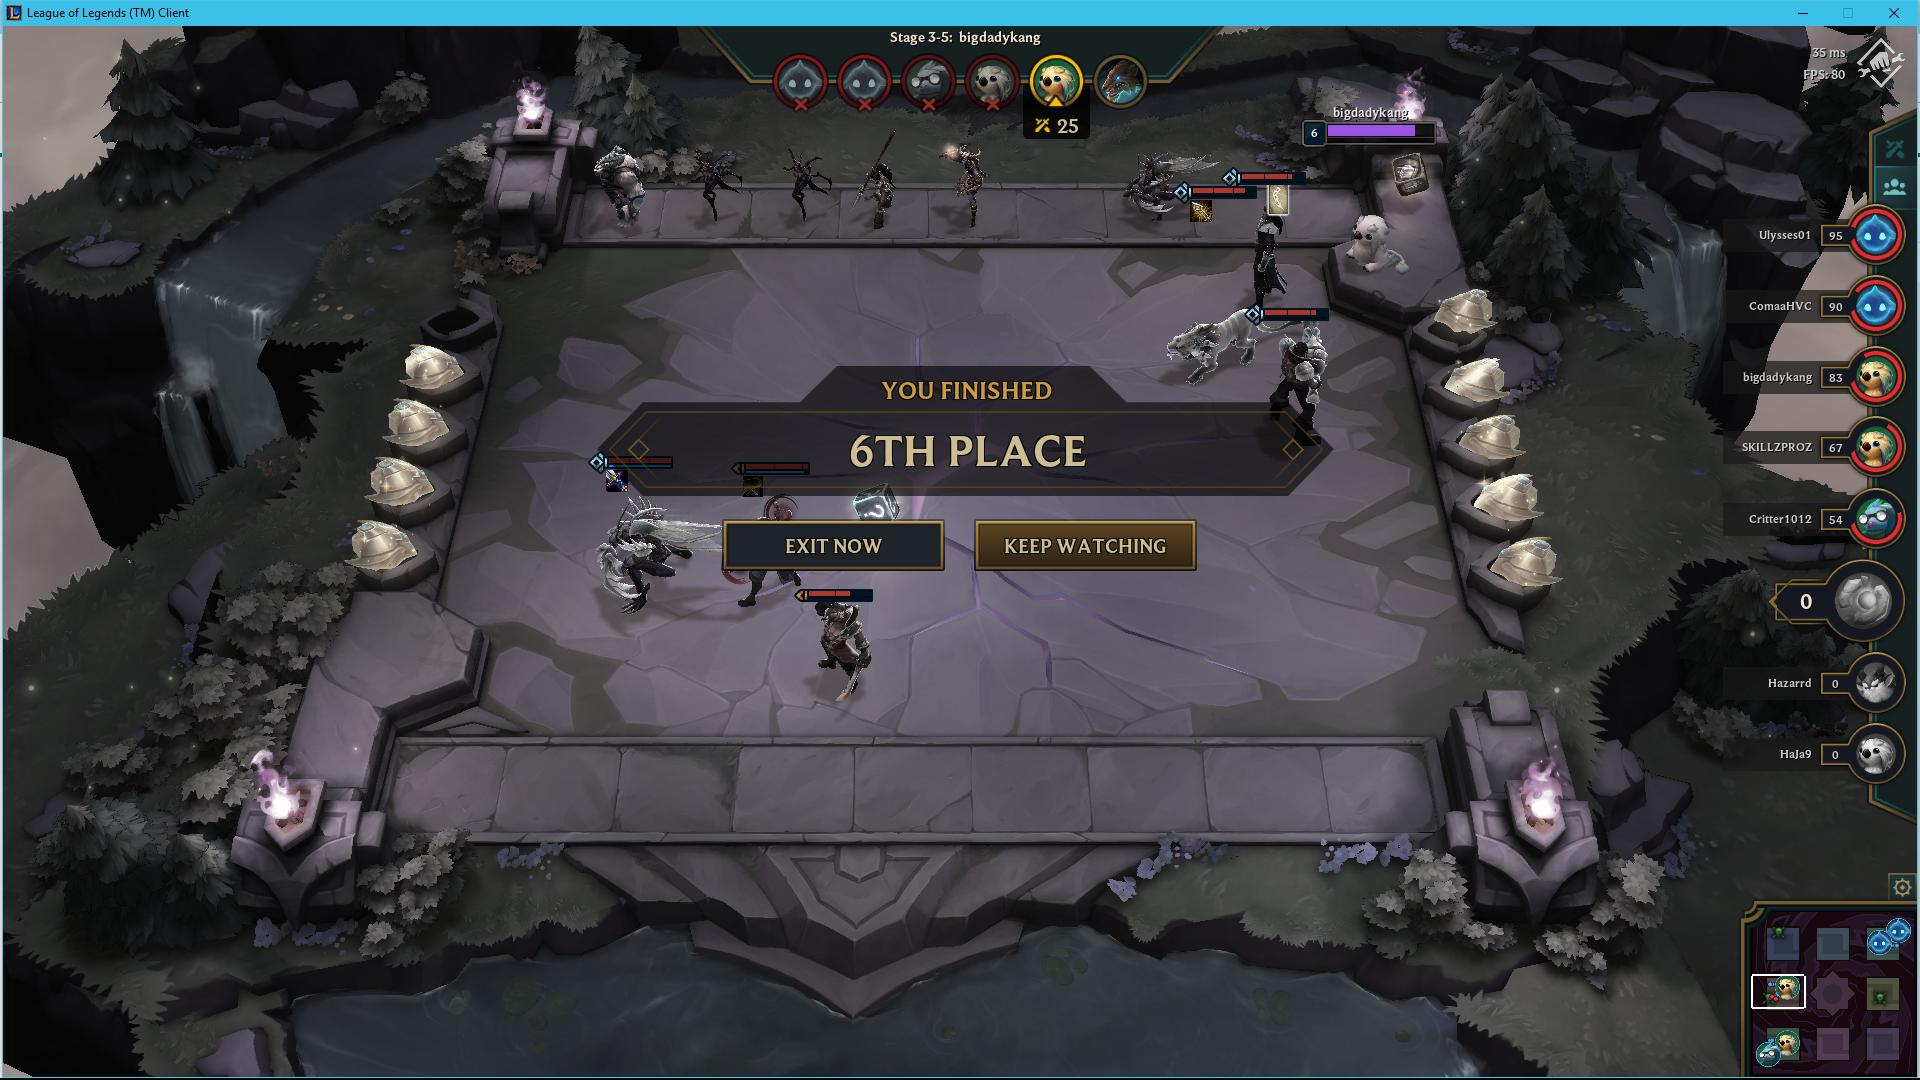 League of Legends (TM) Client
Stage 3-5: bigdadykang
35 ms
FPS: 80
25
bigdadykang
6
Ulysses01 95
ComaaHVC 90
bigdadykang 83
SKILLZPROZ 67
Critter1012 54
0
Hazarrd 0
HaJa9 0
YOU FINISHED
6TH PLACE
?
EXIT NOW
KEEP WATCHING